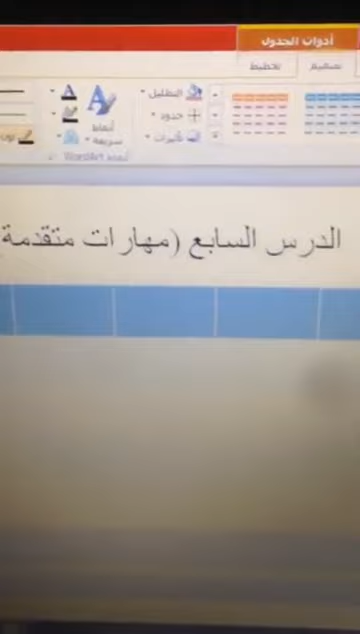 أدوات الجدول
تصميم
تخطيط
التظليل
حدود
تأثيرات
أنماط
سريعة
أنماط WordArt
الدرس السابع (مهارات متقدمة